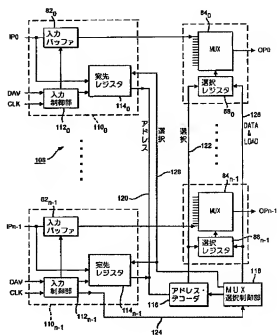 82₀
84₀
IP0
入力
バッファ
MUX
OP0
宛先
レジスタ
選択
レジスタ
DAV
CLK
入力
制御部
114₀
88₀
112₀
110₀
アドレス
選択
126
DATA
&
LOAD
106
122
128
120
82n-1
84n-1
IPn-1
入力
バッファ
MUX
OPn-1
宛先
レジスタ
選択
レジスタ
88n-1
DAV
CLK
入力
制御部
114n-1
アドレス・
デコーダ
MUX
選択制御部
118
110n-1
112n-1
116
124